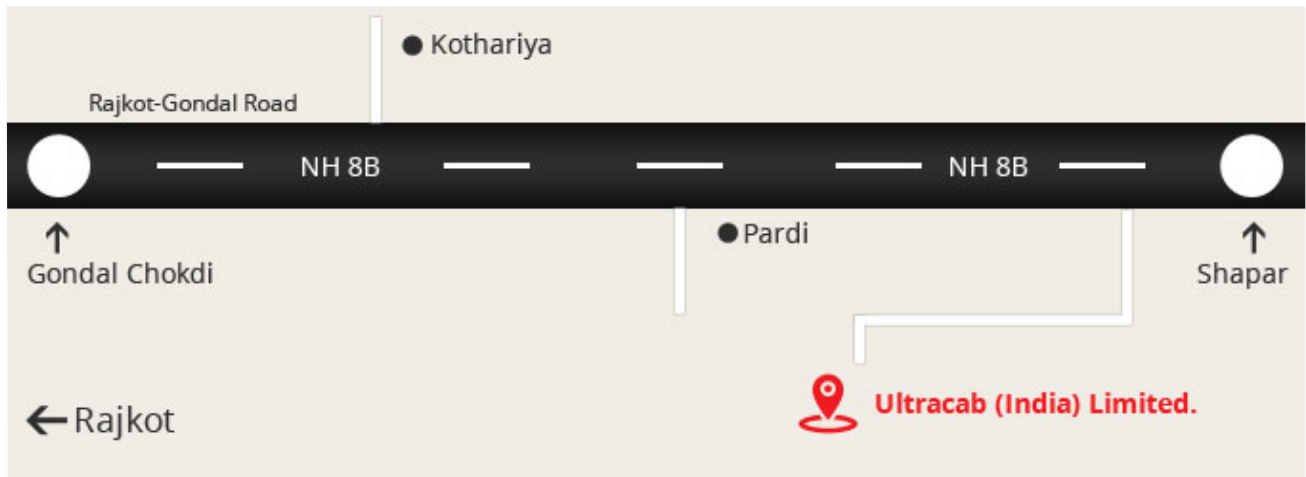 Kothariya
Rajkot-Gondal Road
NH 8B
NH 8B
Pardi
Gondal Chokdi
Shapar
Rajkot
Ultracab (India) Limited.